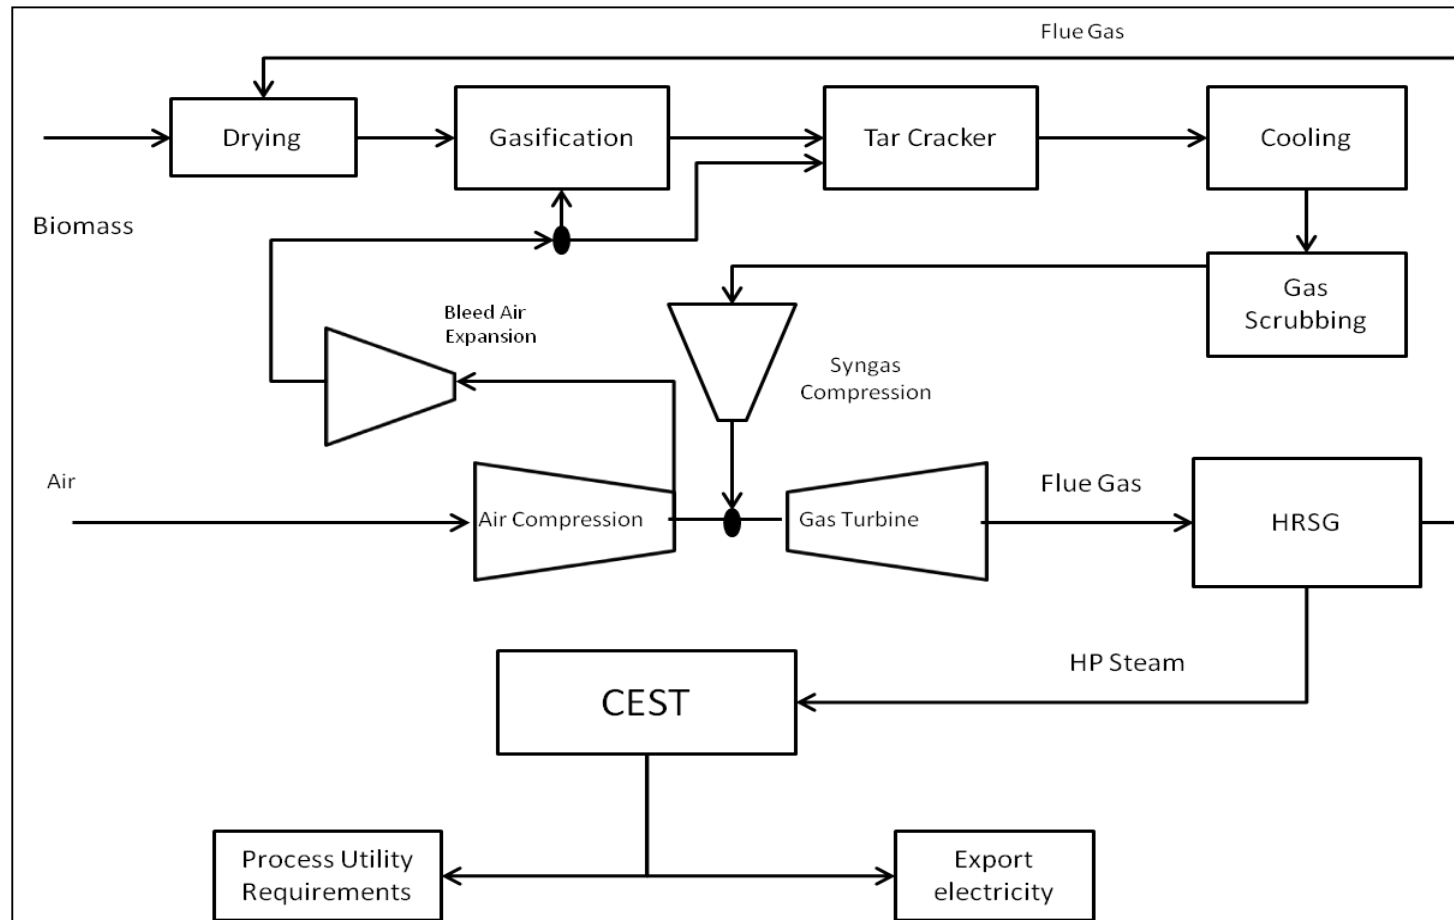 Flue Gas
Drying
Gasification
Tar Cracker
Cooling
Biomass
Gas
Scrubbing
Bleed Air
Expansion
Syngas
Compression
Air
Air Compression
Gas Turbine
Flue Gas
HRSG
HP Steam
CEST
Process Utility
Requirements
Export
electricity